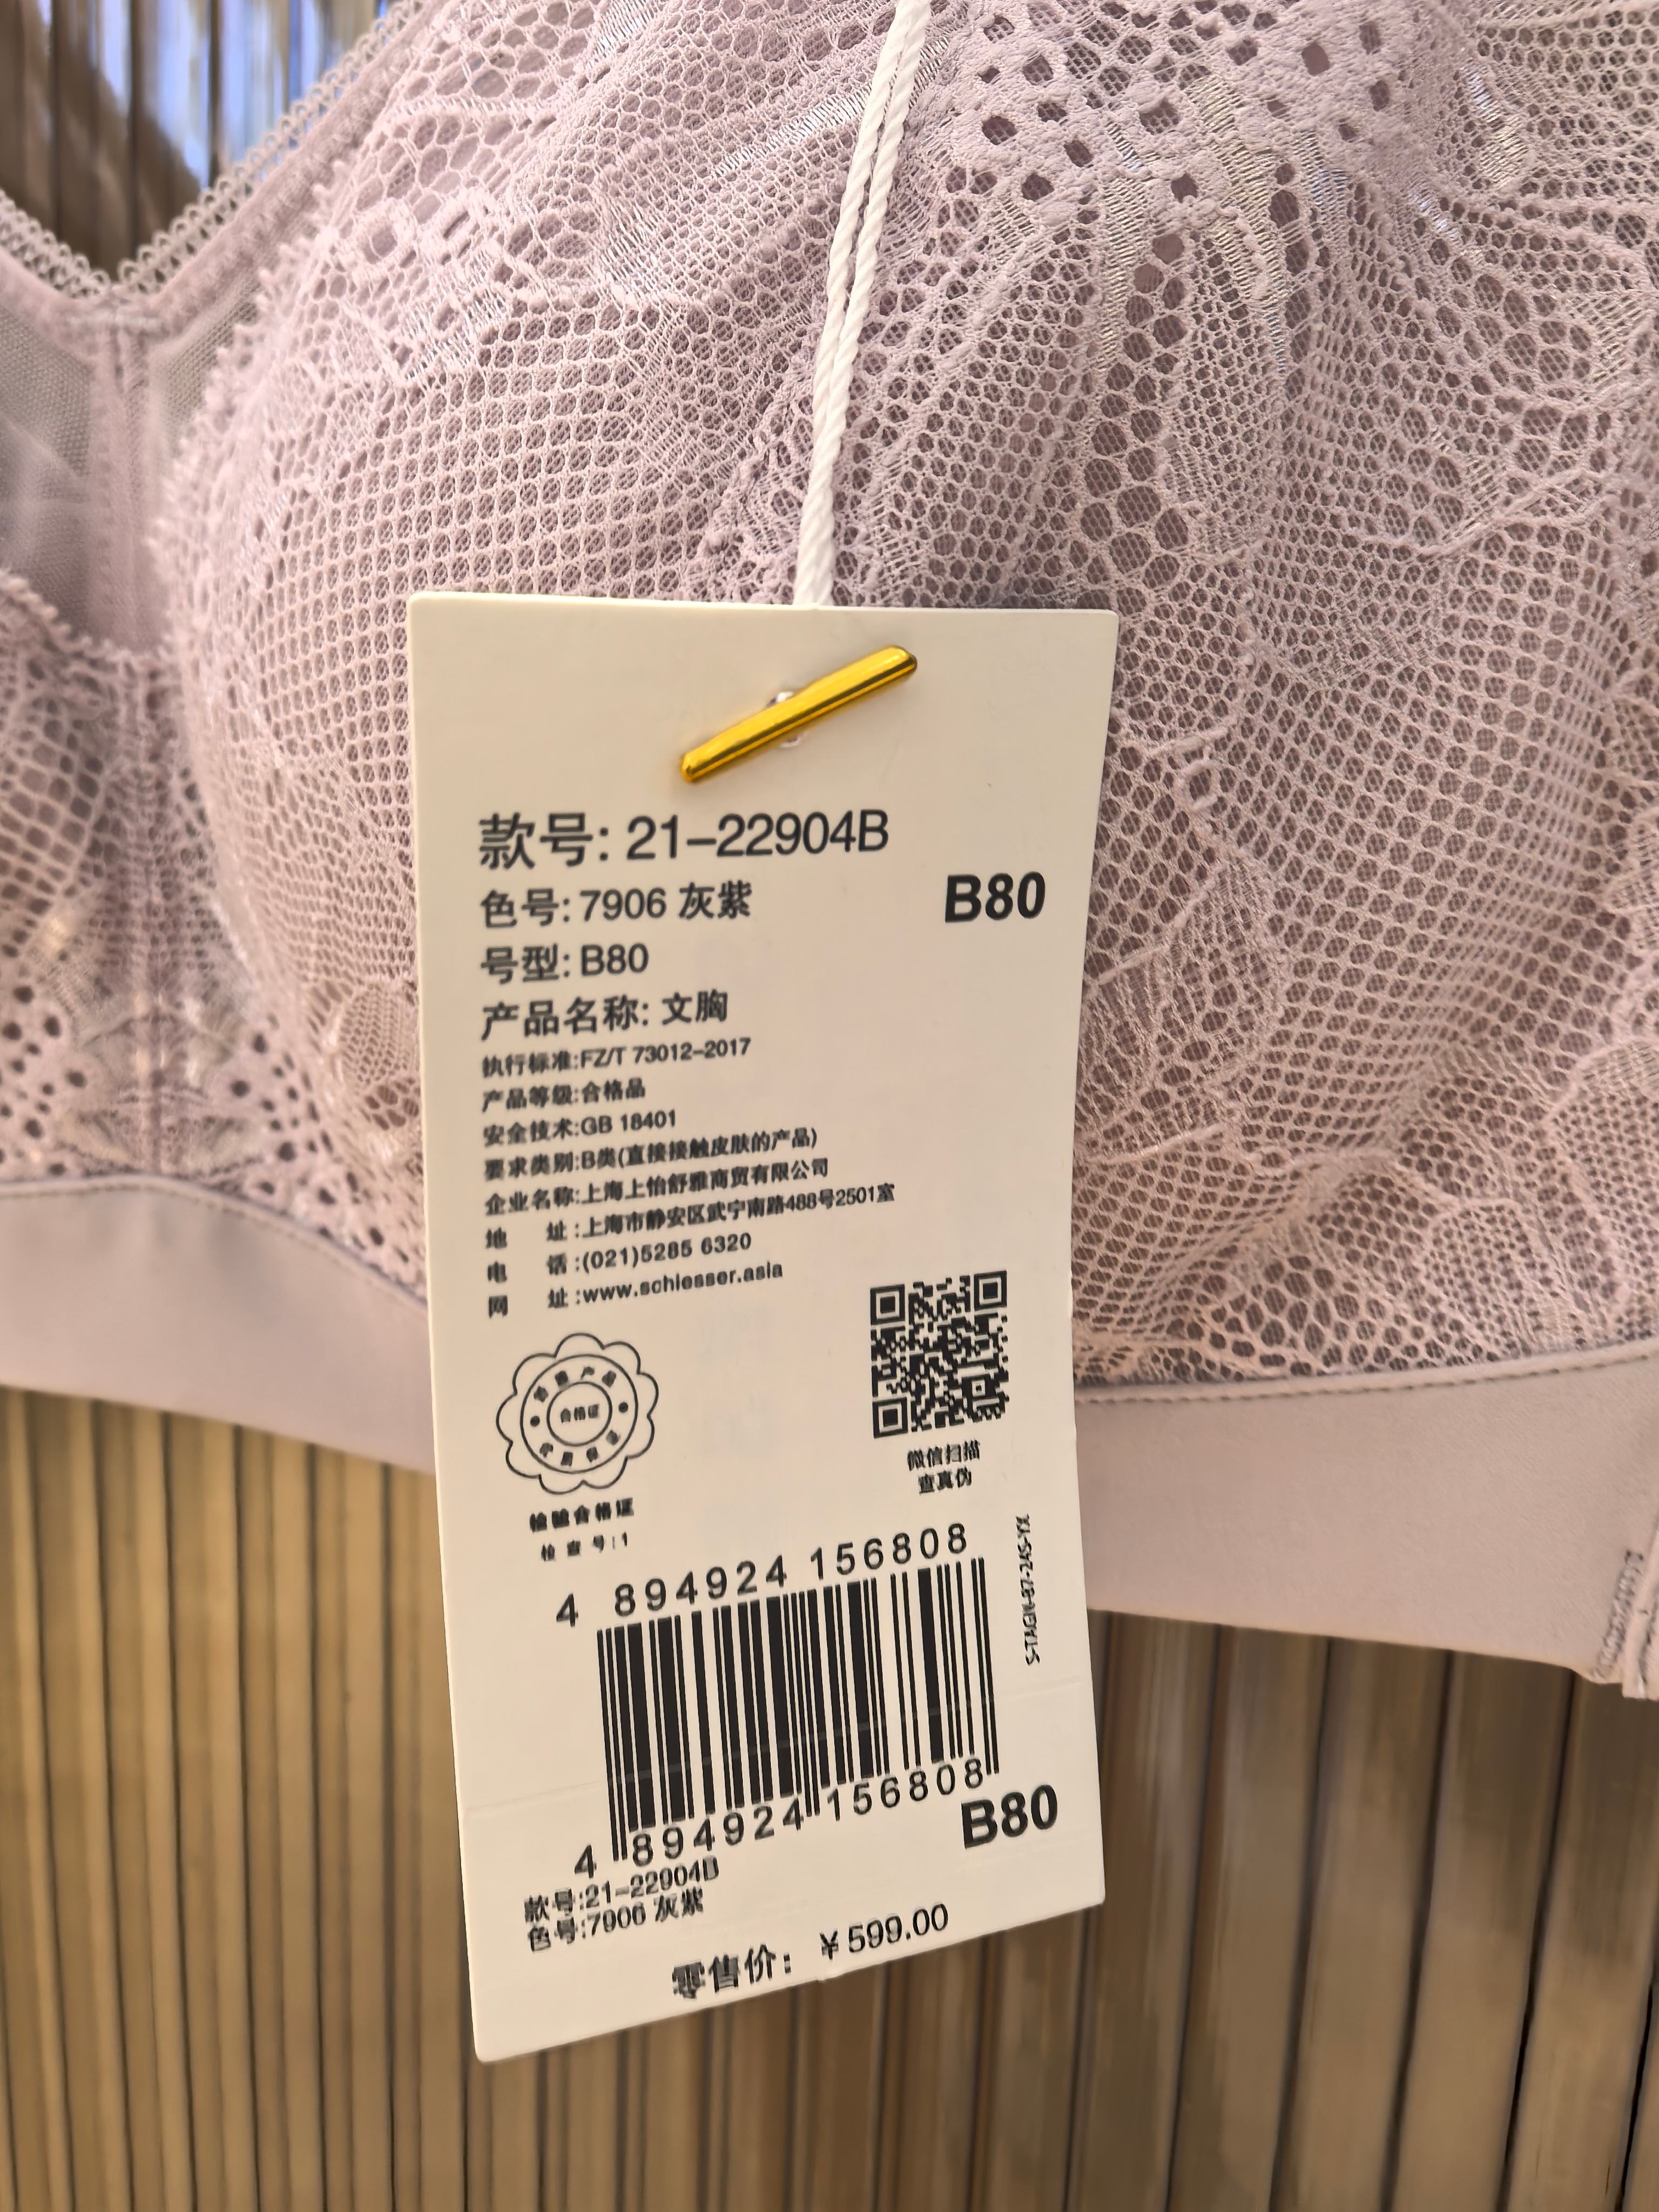 款号: 21-22904B
色号: 7906 灰紫
B80
号型: B80
产品名称: 文胸
执行标准:FZ/T 73012-2017
产品等级:合格品
安全技术:GB 18401
要求类别:B类(直接接触皮肤的产品)
企业名称:上海上怡舒雅商贸有限公司
地 址:上海市静安区武宁南路488号2501室
电 话:(021)5285 6320
网 址:www.schiesser.asia
合格证
微信扫描
查真伪
检验合格证
检查号:1
4 894924 156808
4 894924 156808
B80
款号:21-22904B
色号:7906 灰紫
零售价: ¥599.00